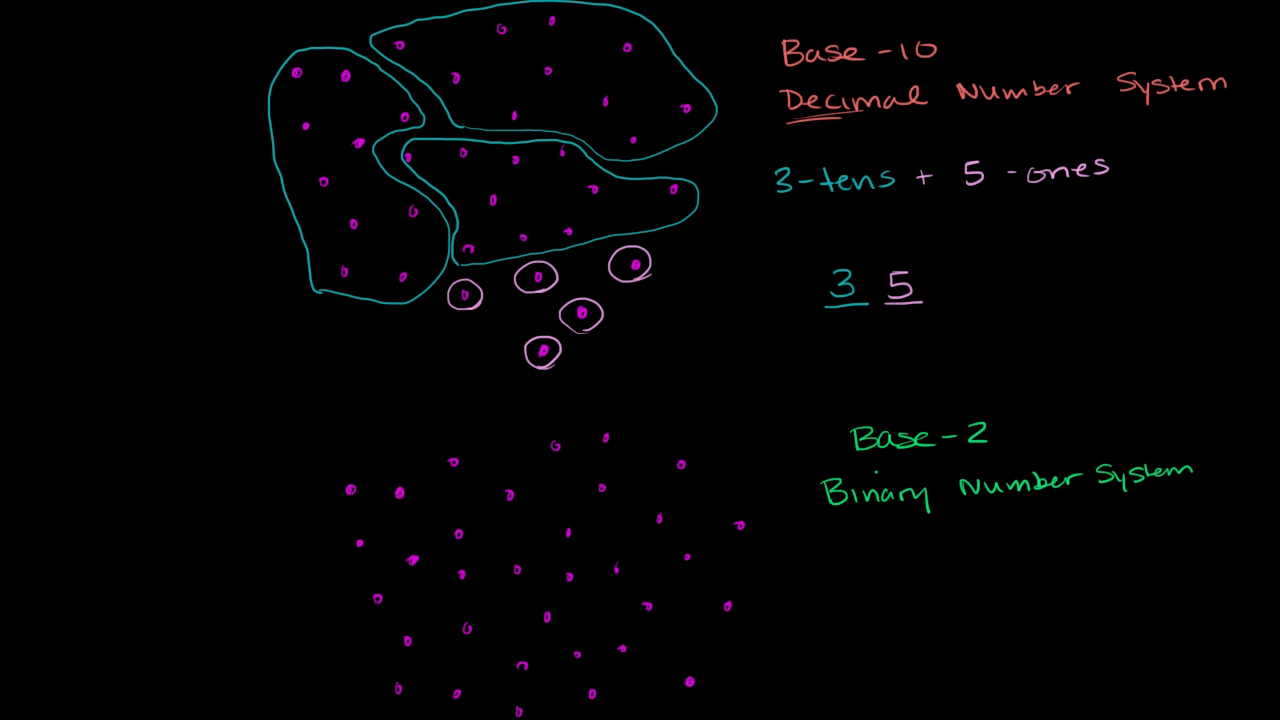 Base-10
Decimal Number System
3-tens + 5-ones
3 5
Base-2
Binary Number System